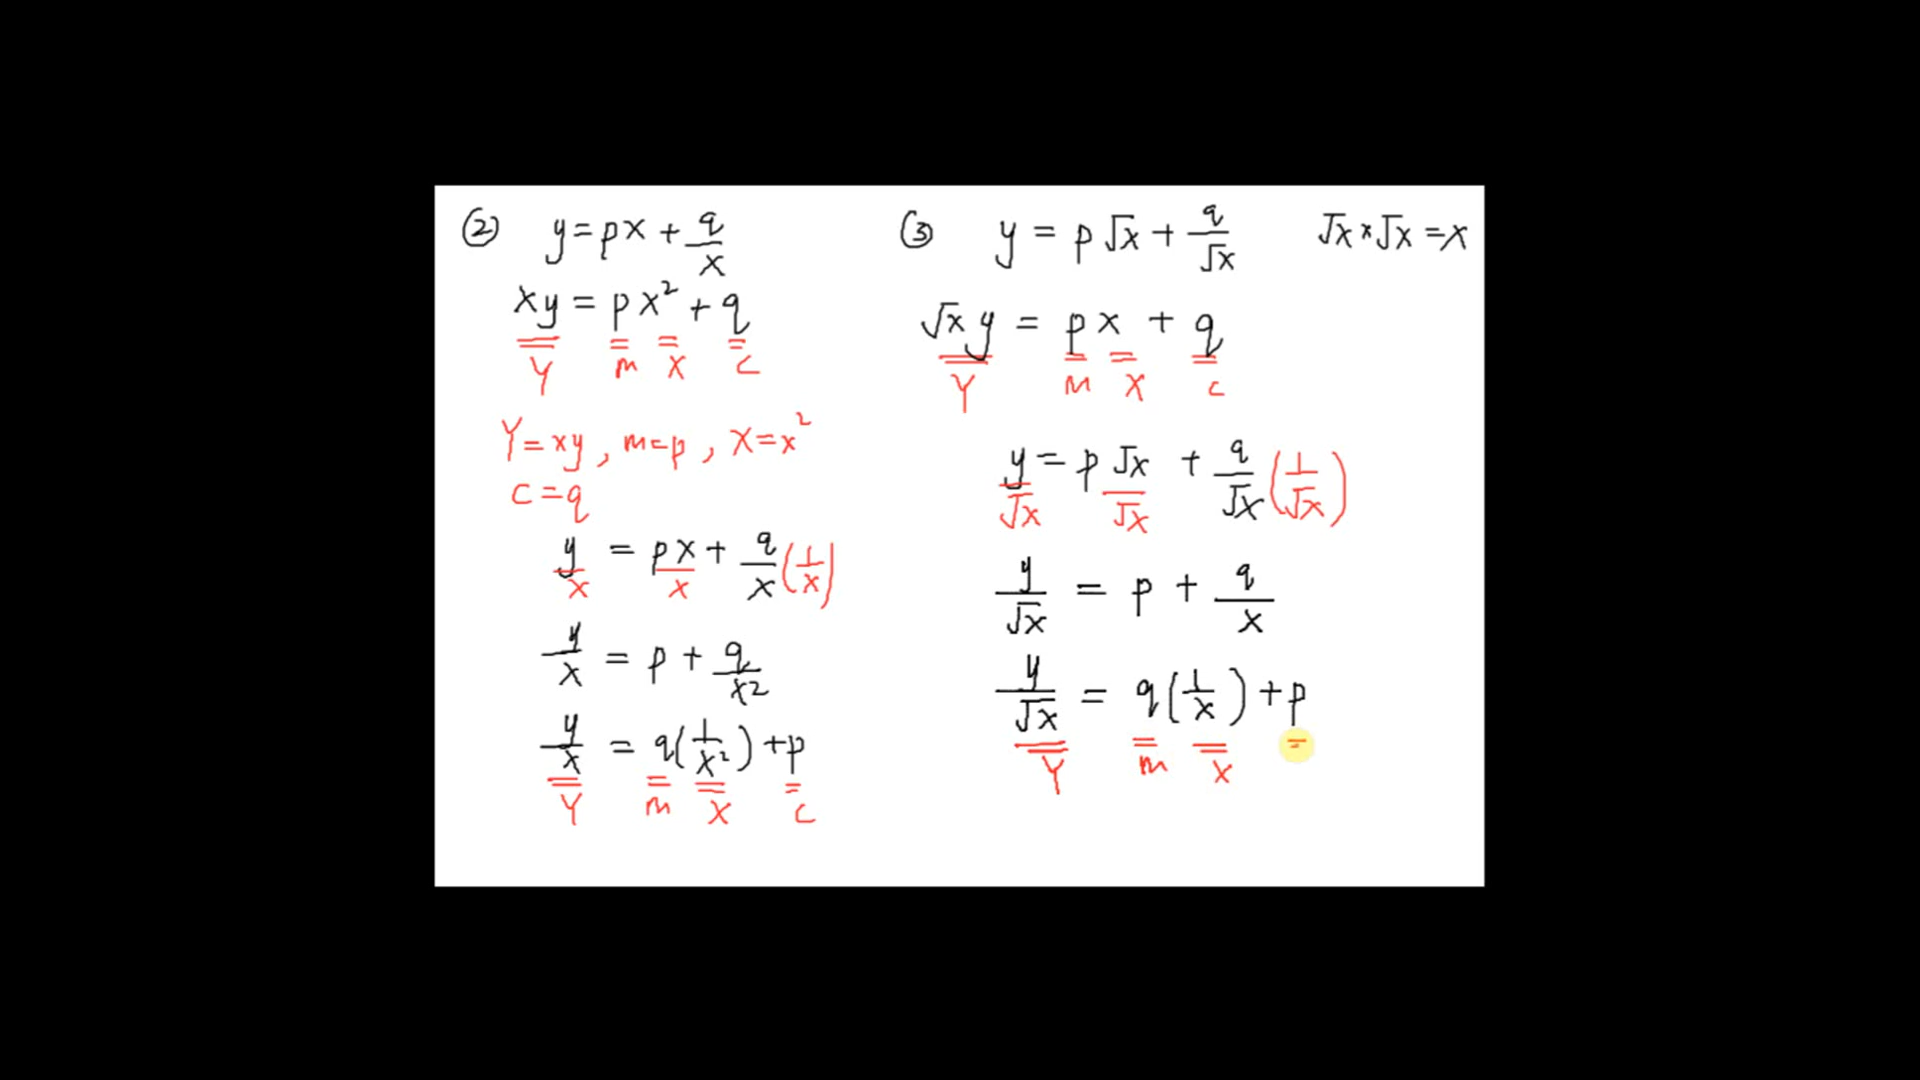 ② y = px + q/x
xy = px² + q
Y m X C
Y = xy, m = p, X = x²
C = q
y/x = px/x + q/x (1/x)
y/x = p + q/x²
y/x = q(1/x²) + p
Y m X C
③ y = p√x + q/√x √x × √x = x
√x y = px + q
Y m X C
y/√x = p√x/√x + q/√x (1/√x)
y/√x = p + q/x
y/√x = q(1/x) + p
Y m X